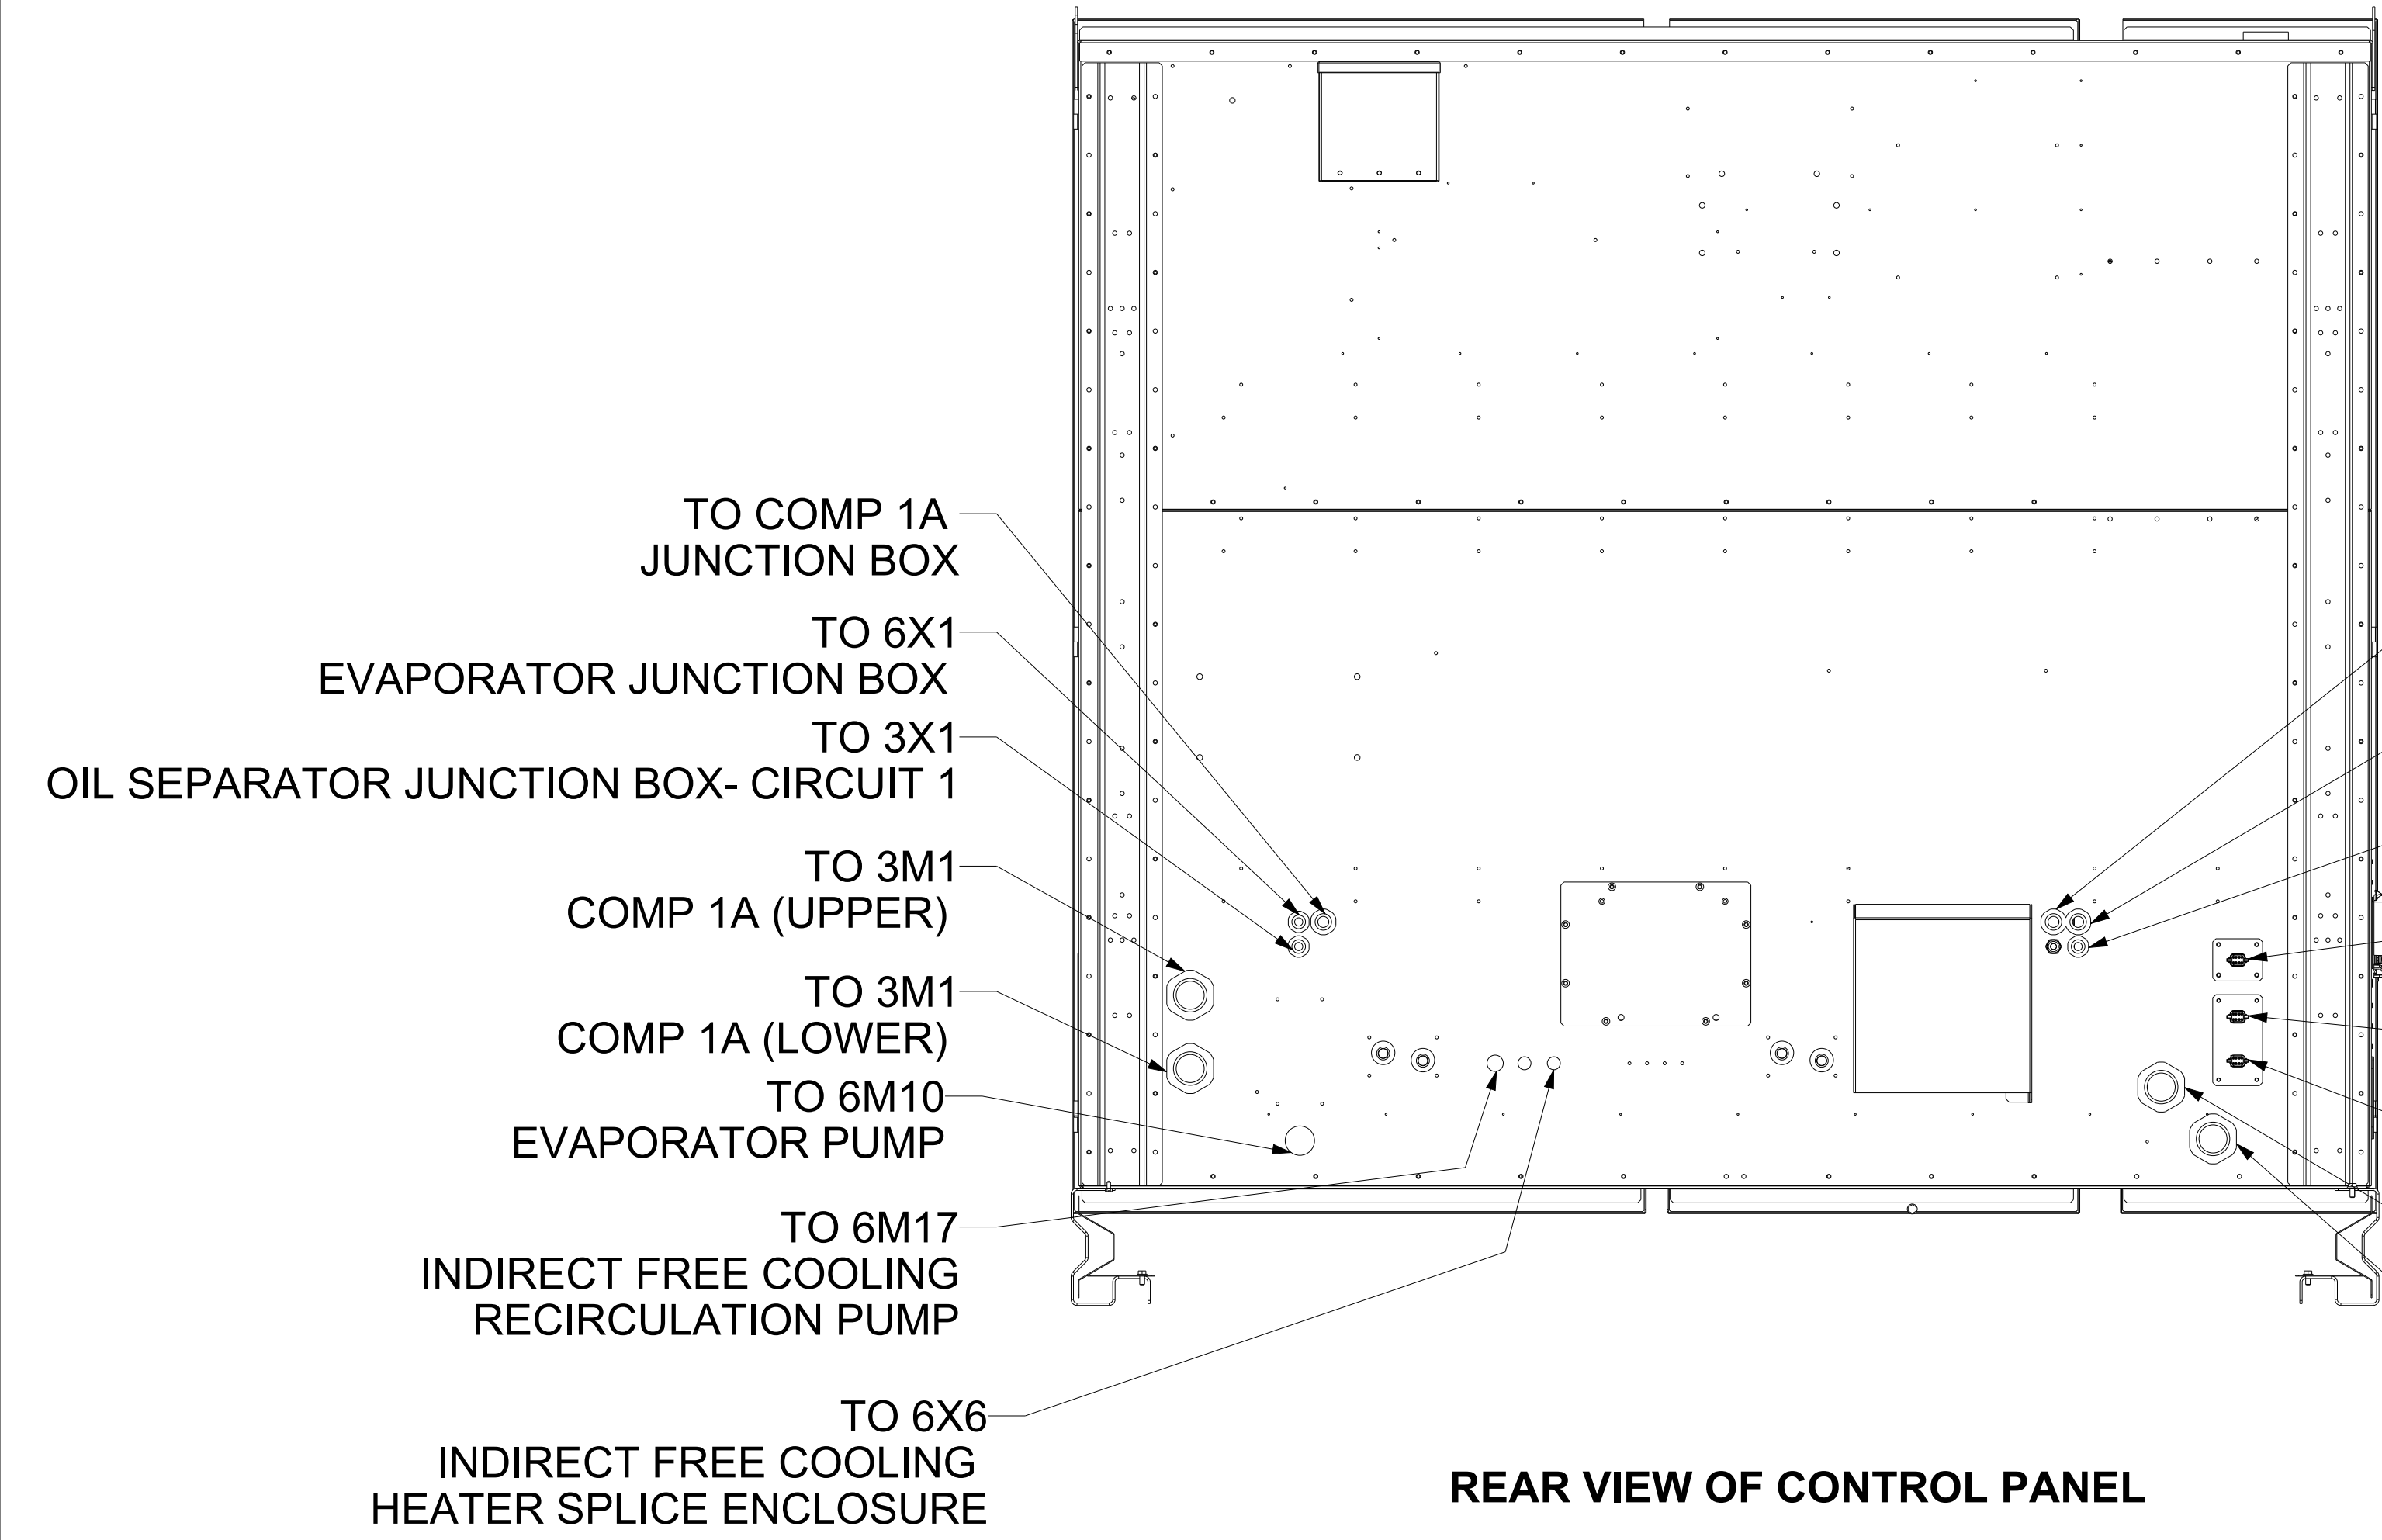 TO COMP 1A
JUNCTION BOX
TO 6X1
EVAPORATOR JUNCTION BOX
TO 3X1
OIL SEPARATOR JUNCTION BOX- CIRCUIT 1
TO 3M1
COMP 1A (UPPER)
TO 3M1
COMP 1A (LOWER)
TO 6M10
EVAPORATOR PUMP
TO 6M17
INDIRECT FREE COOLING
RECIRCULATION PUMP
TO 6X6
INDIRECT FREE COOLING
HEATER SPLICE ENCLOSURE
REAR VIEW OF CONTROL PANEL